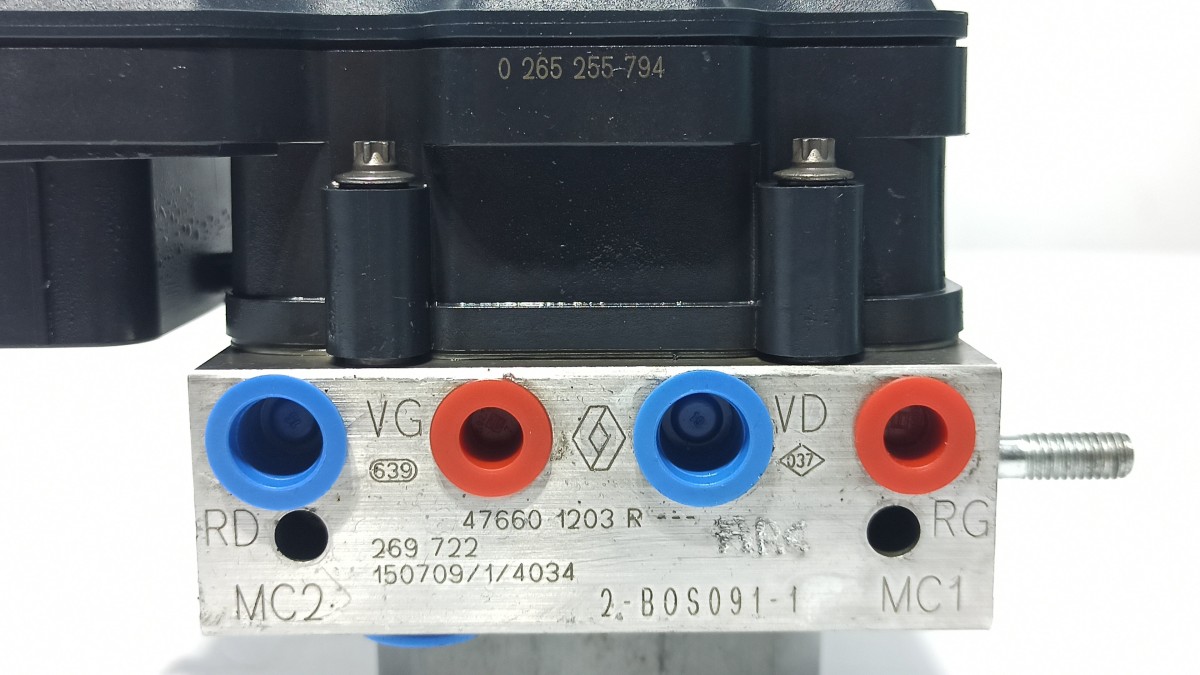 0 265 255 794
VG
VD
639
037
RD
47660 1203 R ---
RG
269 722
150709/1/4034
MC2
2-BOS091-1
MC1